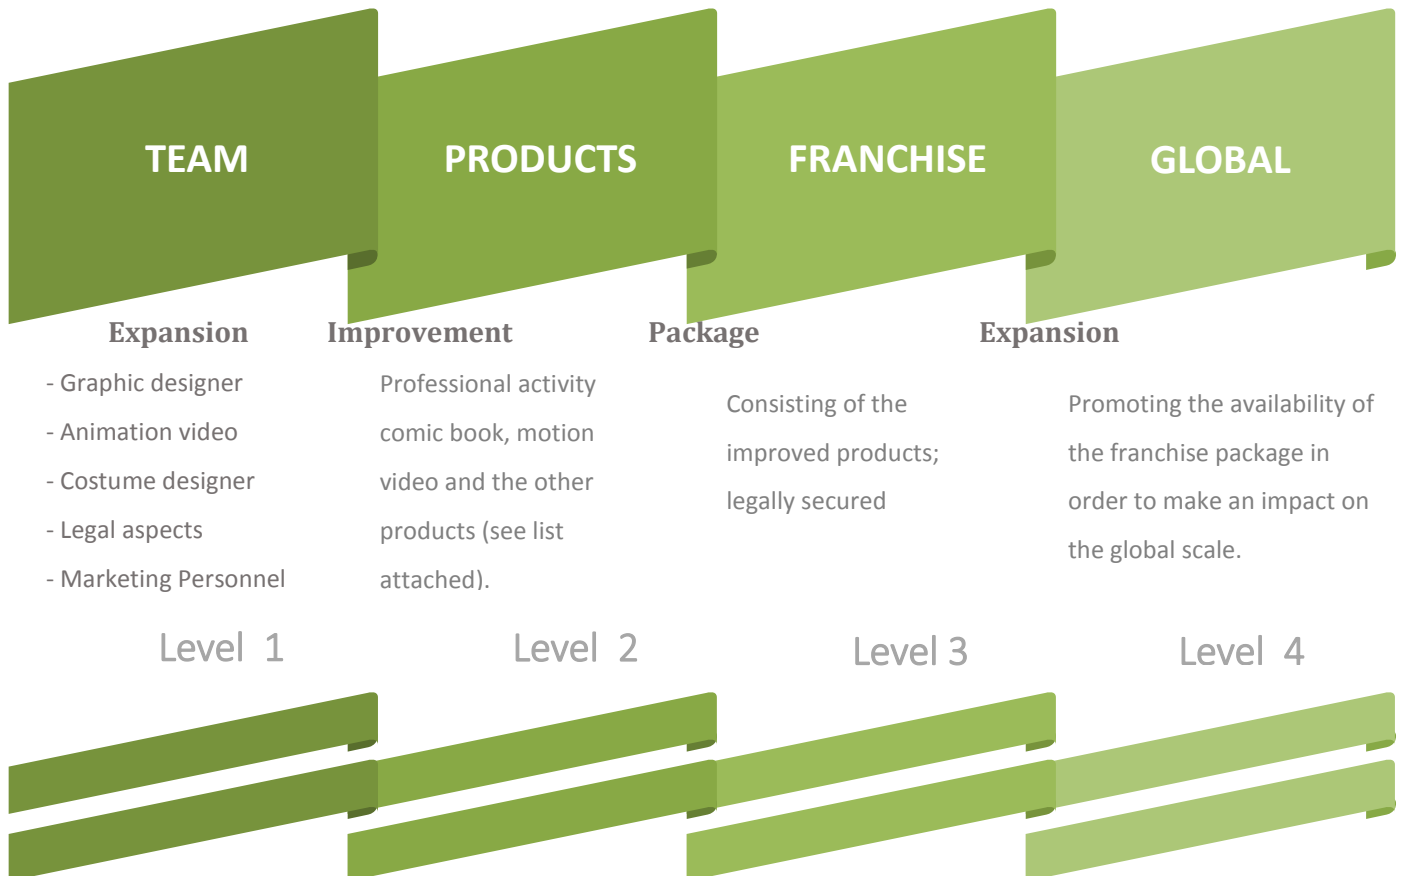 TEAM
PRODUCTS
FRANCHISE
GLOBAL
Expansion
- Graphic designer
- Animation video
- Costume designer
- Legal aspects
- Marketing Personnel
Level 1
Improvement
Professional activity
comic book, motion
video and the other
products (see list
attached).
Level 2
Package
Consisting of the
improved products;
legally secured
Level 3
Expansion
Promoting the availability of
the franchise package in
order to make an impact on
the global scale.
Level 4